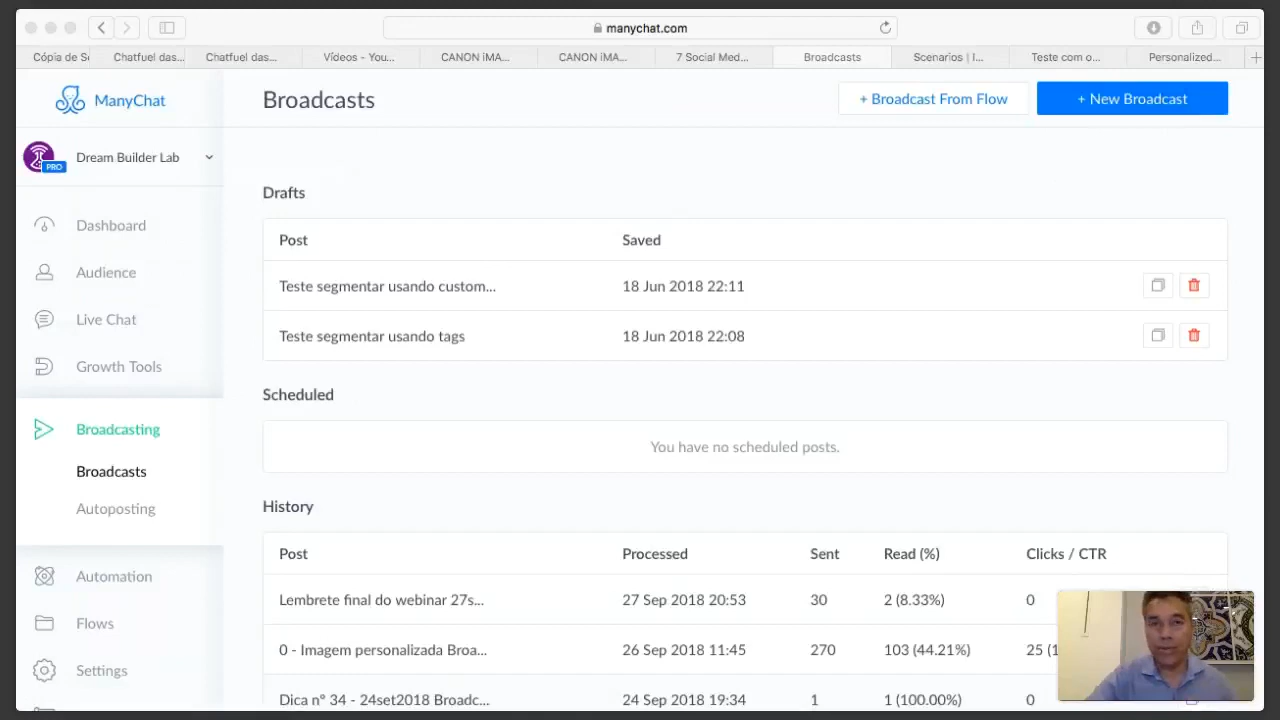 manychat.com
Cópia de Se
Chatfuel das...
Chatfuel das...
Vídeos - You...
CANON iMA...
CANON iMA...
7 Social Med...
Broadcasts
Scenarios | I...
Teste com o...
Personalized...
ManyChat
Broadcasts
+ Broadcast From Flow
+ New Broadcast
PRO
Dream Builder Lab
Dashboard
Audience
Live Chat
Growth Tools
Broadcasting
Broadcasts
Autoposting
Automation
Flows
Settings
Drafts
Post Saved
Teste segmentar usando custom... 18 Jun 2018 22:11
Teste segmentar usando tags 18 Jun 2018 22:08
Scheduled
You have no scheduled posts.
History
Post Processed Sent Read (%) Clicks / CTR
Lembrete final do webinar 27s... 27 Sep 2018 20:53 30 2 (8.33%) 0
0 - Imagem personalizada Broa... 26 Sep 2018 11:45 270 103 (44.21%) 25 (1
Dica nº 34 - 24set2018 Broadc... 24 Sep 2018 19:34 1 1 (100.00%) 0